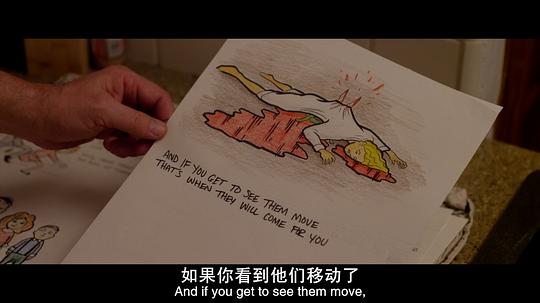 AND IF YOU GET TO SEE THEM MOVE
THAT'S WHEN THEY WILL COME FOR YOU
如果你看到他们移动了
And if you get to see them move,